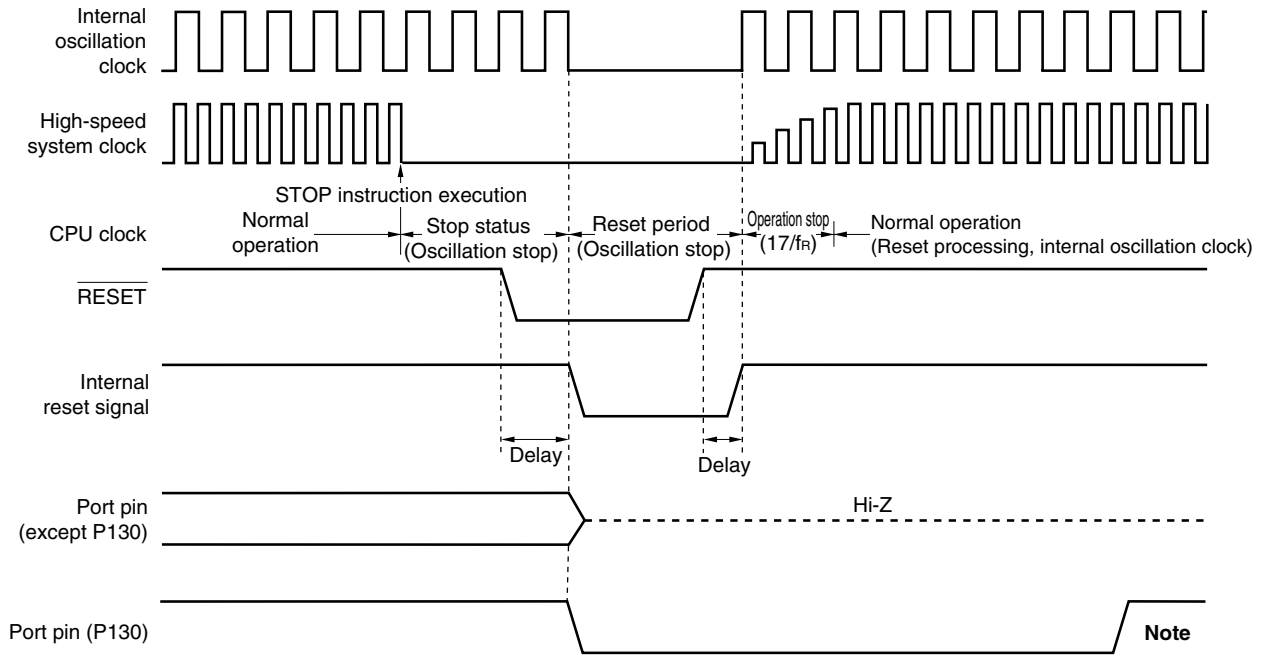 Internal
oscillation
clock
High-speed
system clock
STOP instruction execution
CPU clock
Normal
operation
Stop status
(Oscillation stop)
Reset period
(Oscillation stop)
Operation stop
(17/fR)
Normal operation
(Reset processing, internal oscillation clock)
RESET
Internal
reset signal
Delay
Delay
Port pin
(except P130)
Hi-Z
Port pin (P130)
Note